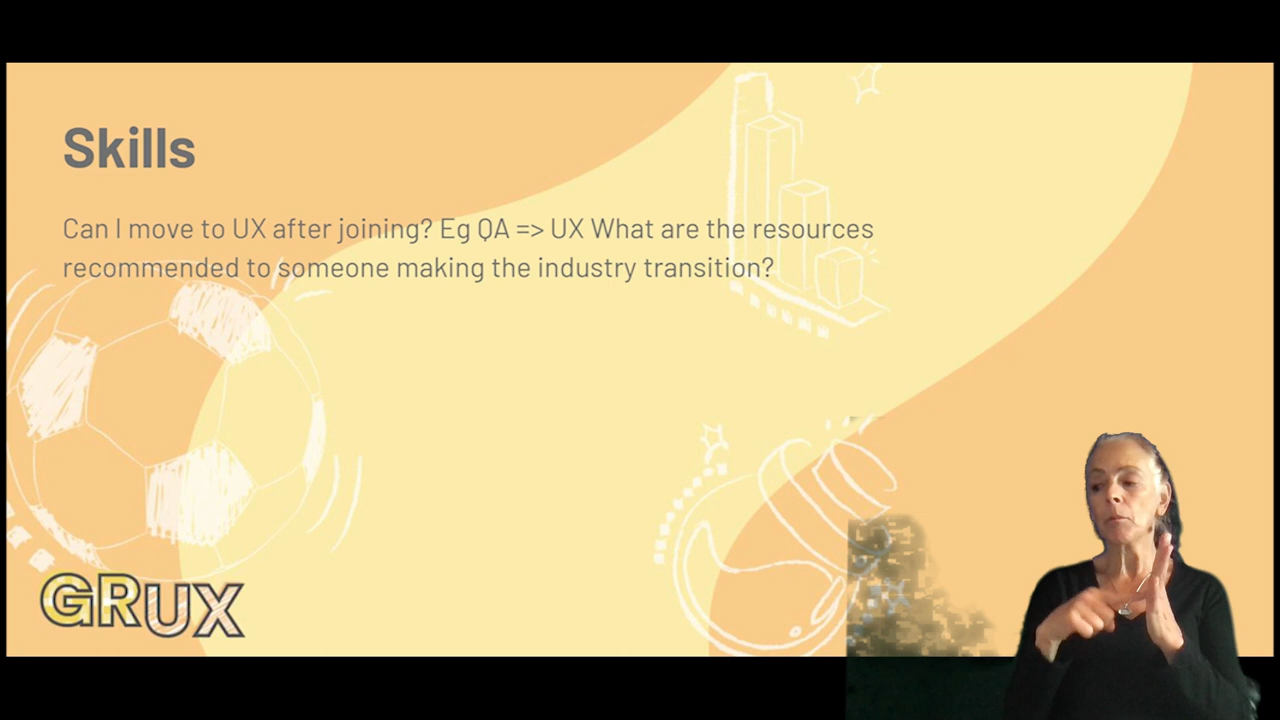 Skills
Can I move to UX after joining? Eg QA => UX What are the resources
recommended to someone making the industry transition?
GRUX